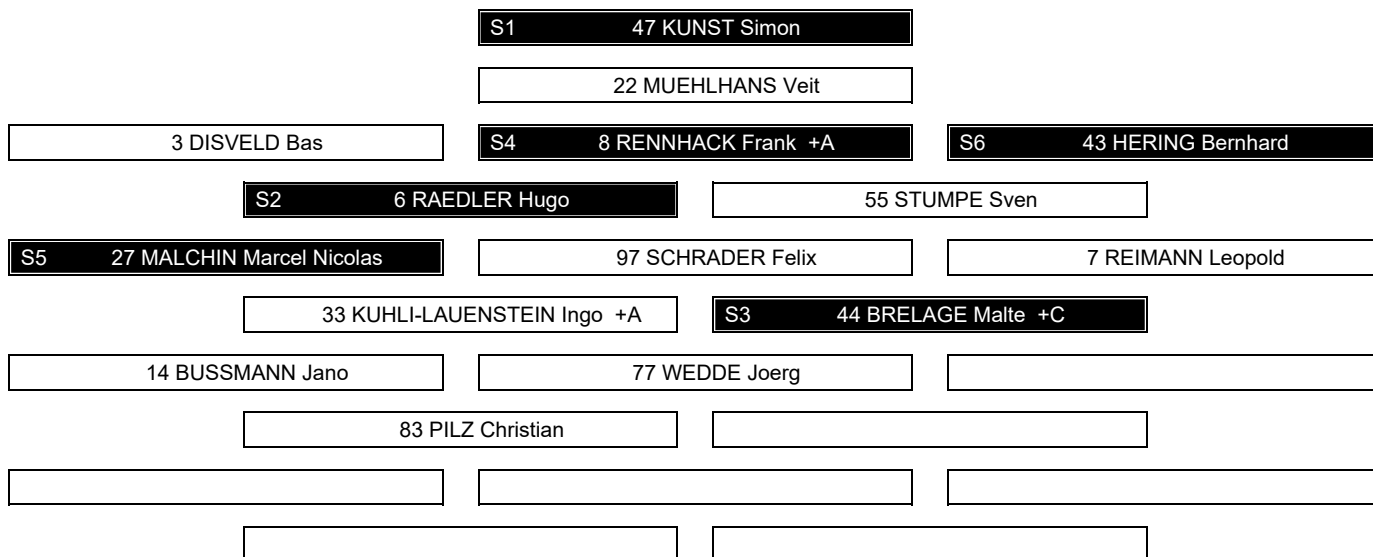 S1 47 KUNST Simon
22 MUEHLHANS Veit
3 DISVELD Bas S4 8 RENNHACK Frank +A S6 43 HERING Bernhard
S2 6 RAEDLER Hugo 55 STUMPE Sven
S5 27 MALCHIN Marcel Nicolas 97 SCHRADER Felix 7 REIMANN Leopold
33 KUHLI-LAUENSTEIN Ingo +A S3 44 BRELAGE Malte +C
14 BUSSMANN Jano 77 WEDDE Joerg
83 PILZ Christian